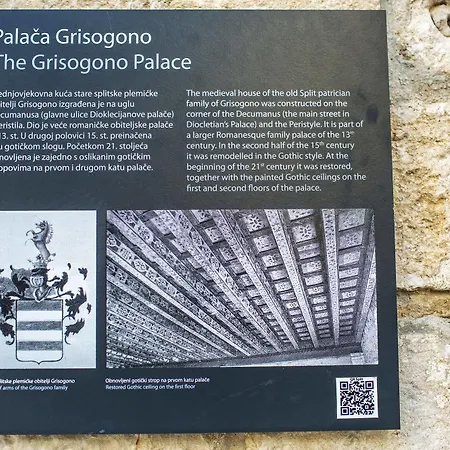 Palača Grisogono
The Grisogono Palace
ednjovjekovna kuća stare splitske plemičke
bitelji Grisogono izgrađena je na uglu
ecumanusa (glavne ulice Dioklecijanove palače)
Peristila. Dio je veće romaničke obiteljske palače
13. st. U drugoj polovici 15. st. preinačena
u gotičkom slogu. Početkom 21. stoljeća
bnovljena je zajedno s oslikanim gotičkim
ropovima na prvom i drugom katu palače.
The medieval house of the old Split patrician
family of Grisogono was constructed on the
corner of the Decumanus (the main street in
Diocletian's Palace) and the Peristyle. It is part of
a larger Romanesque family palace of the 13th
century. In the second half of the 15th century
it was remodelled in the Gothic style. At the
beginning of the 21st century it was restored,
together with the painted Gothic ceilings on the
first and second floors of the palace.
litske plemičke obitelji Grisogono
f arms of the Grisogono family
Obnovljeni gotički strop na prvom katu palače
Restored Gothic ceiling on the first floor